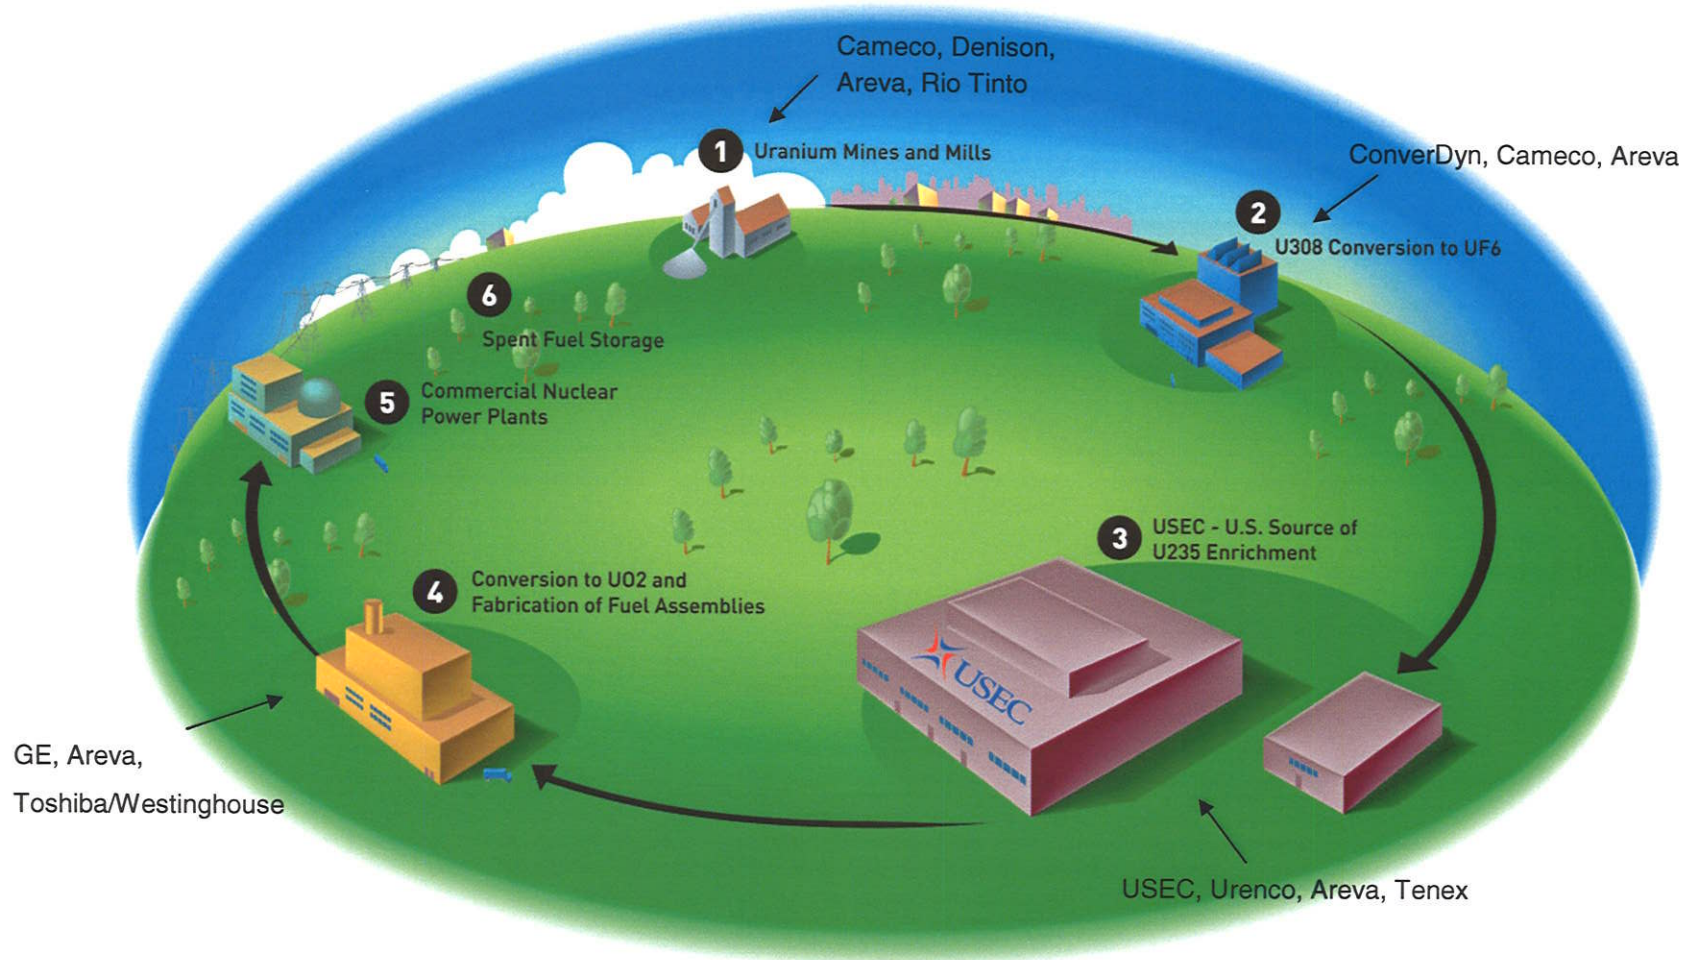 Cameco, Denison,
Areva, Rio Tinto
1
Uranium Mines and Mills
ConverDyn, Cameco, Areva
2
U308 Conversion to UF6
6
Spent Fuel Storage
5
Commercial Nuclear
Power Plants
3
USEC - U.S. Source of
U235 Enrichment
4
Conversion to UO2 and
Fabrication of Fuel Assemblies
USEC
GE, Areva,
Toshiba/Westinghouse
USEC, Urenco, Areva, Tenex